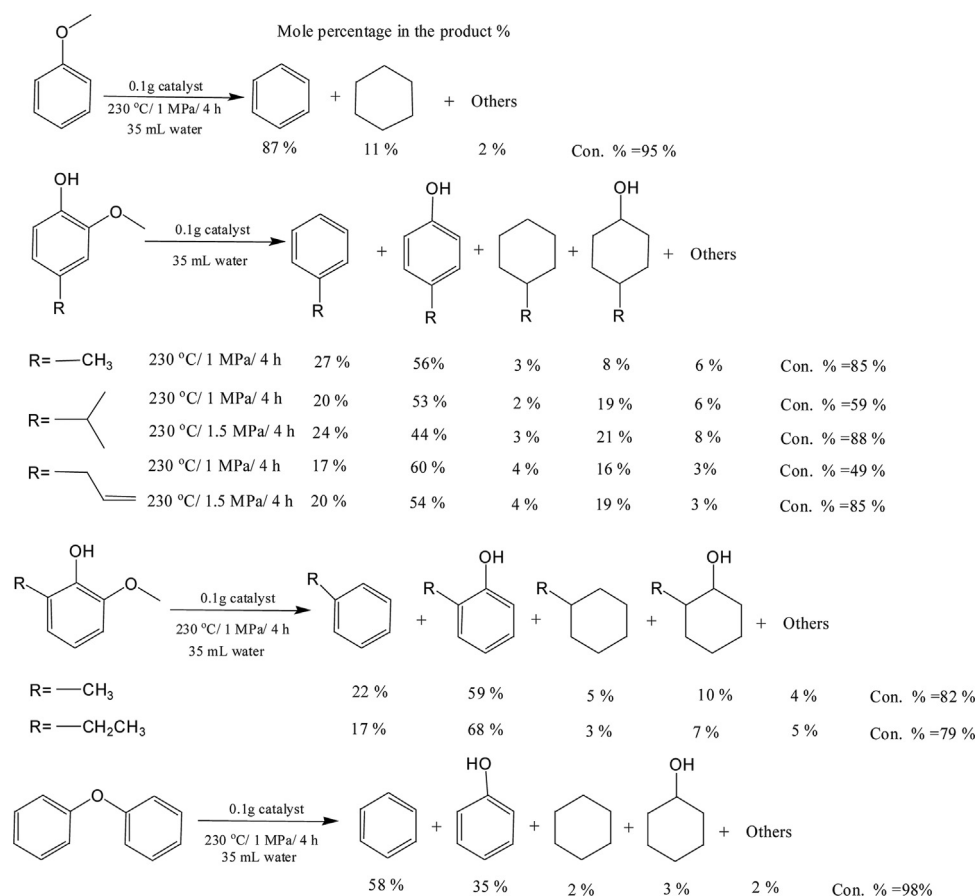 Mole percentage in the product %
O
0.1g catalyst
230 °C/ 1 MPa/ 4 h
35 mL water
+ + Others
87 % 11 % 2 % Con. % =95 %
OH
O
R
0.1g catalyst
35 mL water
R
+
OH
R
+
R
+
OH
R
+ Others
R= CH3 230 °C/ 1 MPa/ 4 h 27 % 56% 3 % 8 % 6 % Con. % =85 %
R= 230 °C/ 1 MPa/ 4 h 20 % 53 % 2 % 19 % 6 % Con. % =59 %
230 °C/ 1.5 MPa/ 4 h 24 % 44 % 3 % 21 % 8 % Con. % =88 %
R= 230 °C/ 1 MPa/ 4 h 17 % 60 % 4 % 16 % 3% Con. % =49 %
230 °C/ 1.5 MPa/ 4 h 20 % 54 % 4 % 19 % 3 % Con. % =85 %
OH
R
O
0.1g catalyst
230 °C/ 1 MPa/ 4 h
35 mL water
R
+
OH
R
+
R
+
OH
R
+ Others
R= CH3 22 % 59 % 5 % 10 % 4 % Con. % =82 %
R= CH2CH3 17 % 68 % 3 % 7 % 5 % Con. % =79 %
O
0.1g catalyst
230 °C/ 1 MPa/ 4 h
35 mL water
+
HO
+
+
OH
+ Others
58 % 35 % 2 % 3 % 2 % Con. % =98%